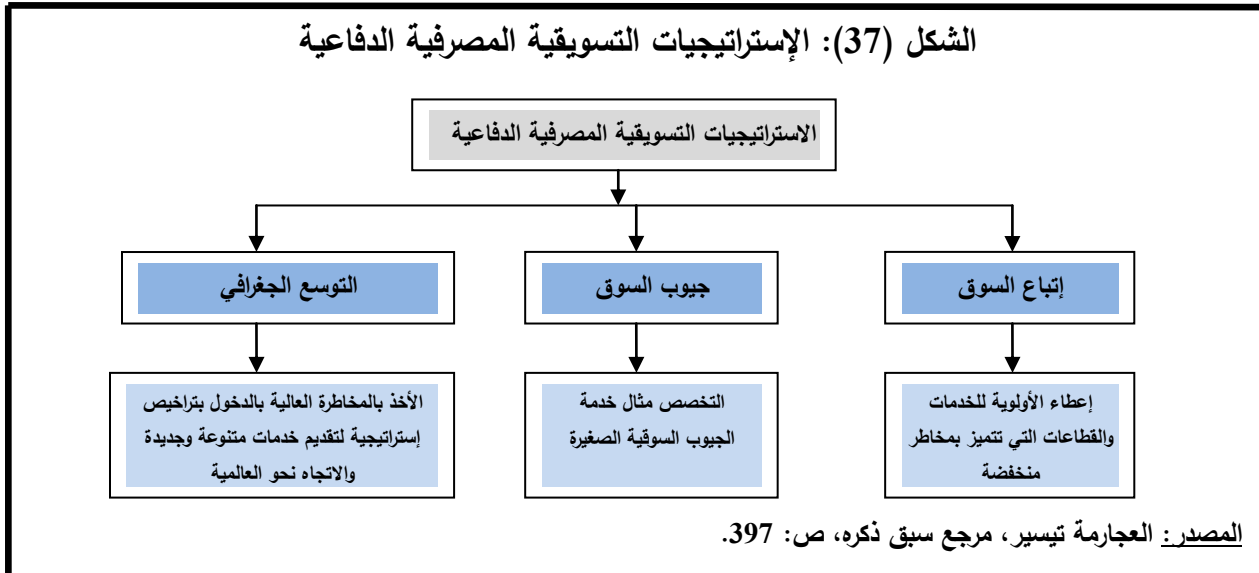 الشكل (37): الإستراتيجيات التسويقية المصرفية الدفاعية
الاستراتيجيات التسويقية المصرفية الدفاعية
إتباع السوق
جيوب السوق
التوسع الجغرافي
إعطاء الأولوية للخدمات
والقطاعات التي تتميز بمخاطر
منخفضة
التخصص مثال خدمة
الجيوب السوقية الصغيرة
الأخذ بالمخاطرة العالية بالدخول بتراخيص
إستراتيجية لتقديم خدمات متنوعة وجديدة
والاتجاه نحو العالمية
المصدر: العجارمة تيسير، مرجع سبق ذكره، ص: 397.